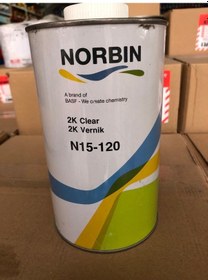 NORBIN
A brand of
BASF - We create chemistry
2K Clear
2K Vernik
N15-120